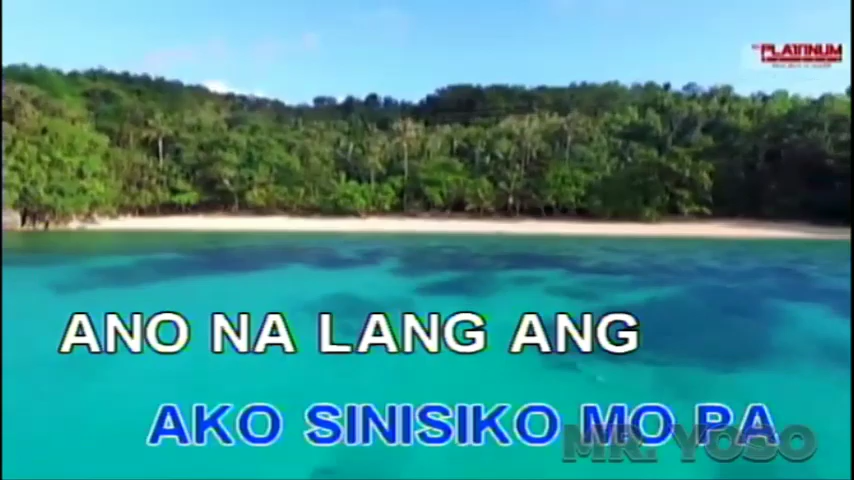 PLATINUM
ANO NA LANG ANG
AKO SINISIKO MO PA
MR. YOSO